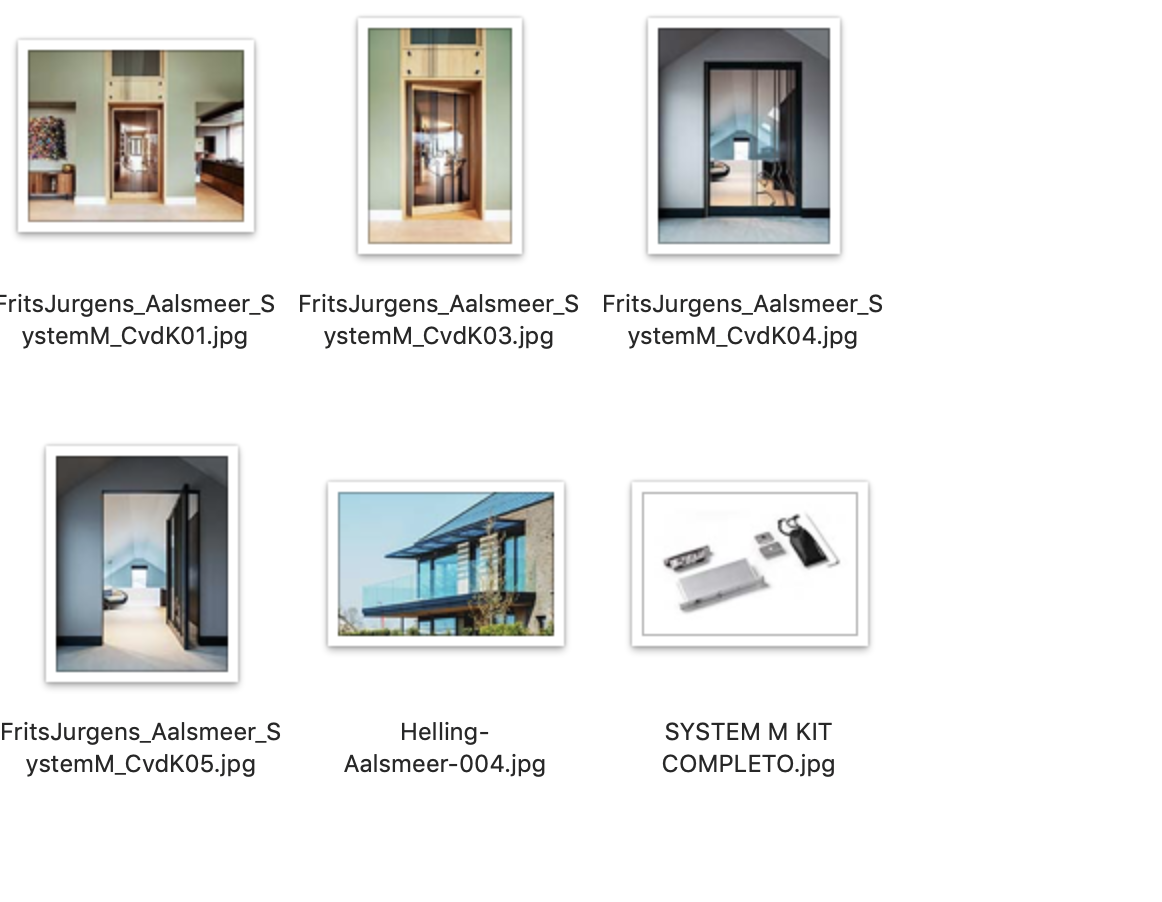 FritsJurgens_Aalsmeer_S
ystemM_CvdK01.jpg
FritsJurgens_Aalsmeer_S
ystemM_CvdK03.jpg
FritsJurgens_Aalsmeer_S
ystemM_CvdK04.jpg
FritsJurgens_Aalsmeer_S
ystemM_CvdK05.jpg
Helling-
Aalsmeer-004.jpg
SYSTEM M KIT
COMPLETO.jpg